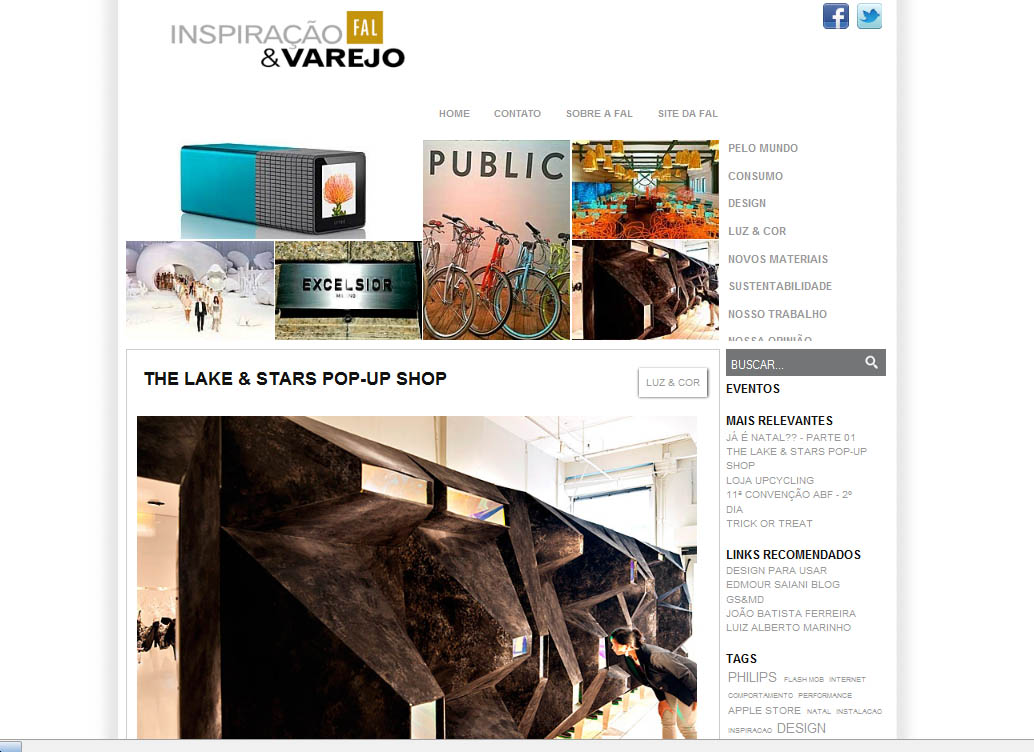 INSPIRAÇÃO FAL
&VAREJO
HOME CONTATO SOBRE A FAL SITE DA FAL
PUBLIC
EXCELSIOR
MILANO
PELO MUNDO
CONSUMO
DESIGN
LUZ & COR
NOVOS MATERIAIS
SUSTENTABILIDADE
NOSSO TRABALHO
NOSSA OPINIÃO
THE LAKE & STARS POP-UP SHOP
LUZ & COR
BUSCAR...
EVENTOS
MAIS RELEVANTES
JÁ É NATAL?? - PARTE 01
THE LAKE & STARS POP-UP
SHOP
LOJA UPCYCLING
11ª CONVENÇÃO ABF - 2º
DIA
TRICK OR TREAT
LINKS RECOMENDADOS
DESIGN PARA USAR
EDMOUR SAIANI BLOG
GS&MD
JOÃO BATISTA FERREIRA
LUIZ ALBERTO MARINHO
TAGS
PHILIPS FLASH MOB INTERNET
COMPORTAMENTO PERFORMANCE
APPLE STORE NATAL INSTALACAO
INSPIRACAO DESIGN